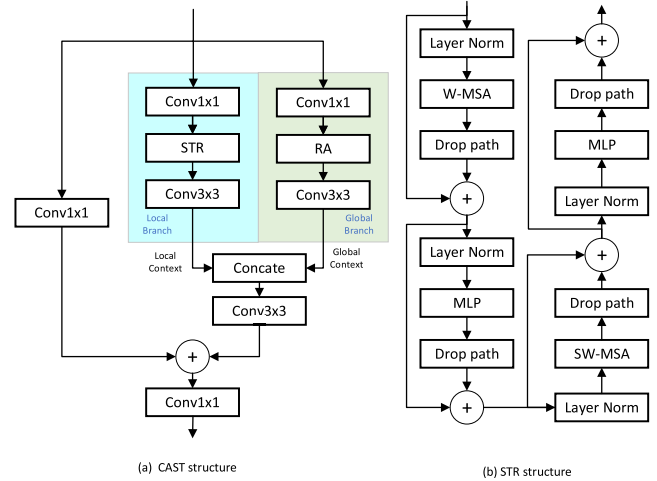 Conv1x1
STR
Conv3x3
Local
Branch
Conv1x1
RA
Conv3x3
Global
Branch
Conv1x1
Local
Context
Global
Context
Concate
Conv3x3
+
Conv1x1
(a) CAST structure
Layer Norm
W-MSA
Drop path
+
Layer Norm
MLP
Drop path
+
Layer Norm
SW-MSA
Drop path
+
Layer Norm
MLP
Drop path
+
(b) STR structure